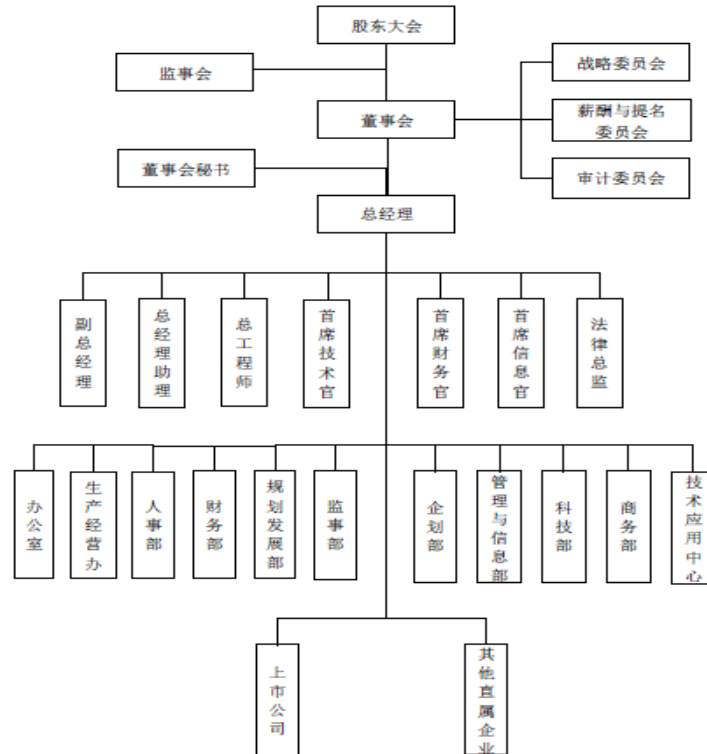 股东大会
监事会
战略委员会
董事会
薪酬与提名
委员会
董事会秘书
审计委员会
总经理
副总经理
总经理助理
总工程师
首席技术官
首席财务官
首席信息官
法律总监
办公室
生产经营办
人事部
财务部
规划发展部
监事部
企划部
管理与信息部
科技部
商务部
技术应用中心
上市公司
其他直属企业